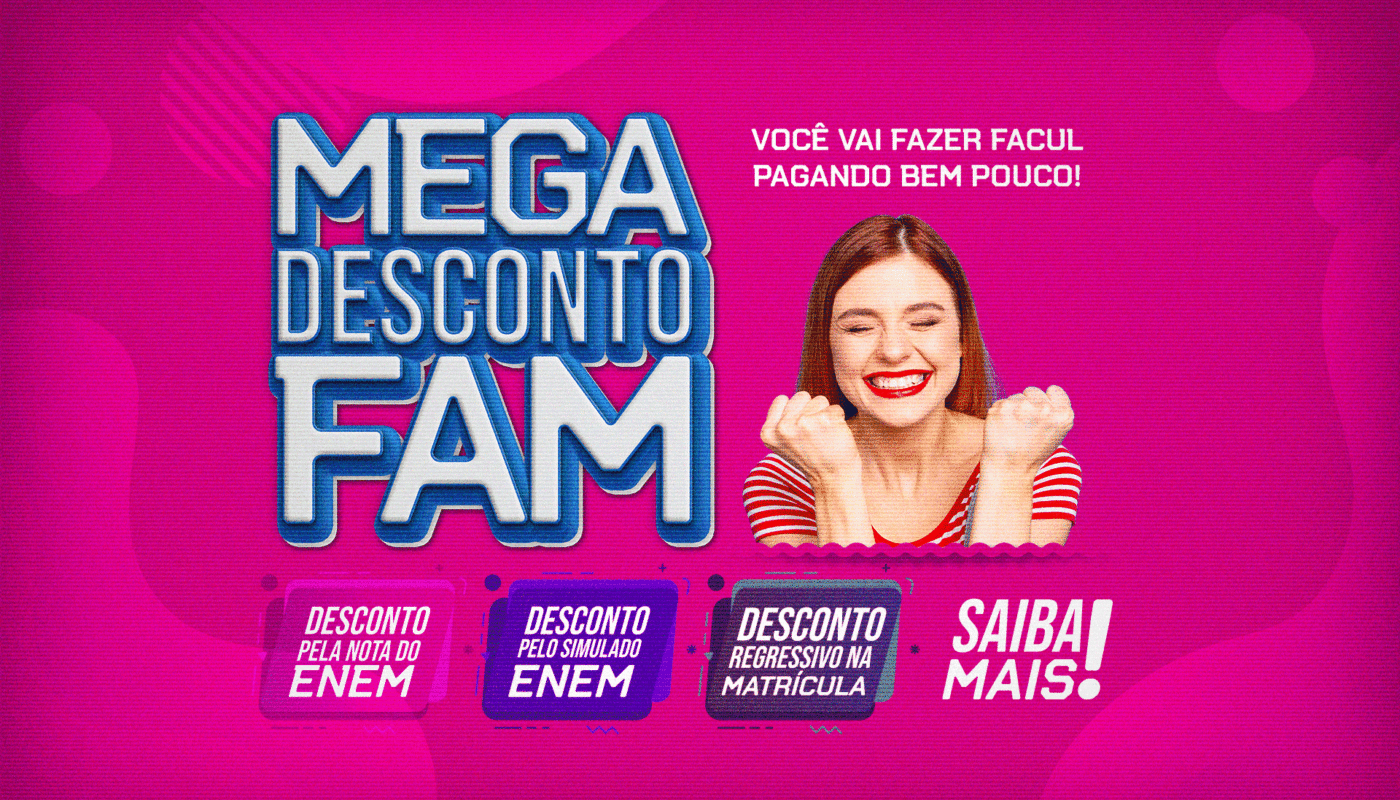 MEGA
DESCONTO
FAM
VOCÊ VAI FAZER FACUL
PAGANDO BEM POUCO!
DESCONTO
PELA NOTA DO
ENEM
DESCONTO
PELO SIMULADO
ENEM
DESCONTO
REGRESSIVO NA
MATRÍCULA
SAIBA
MAIS!